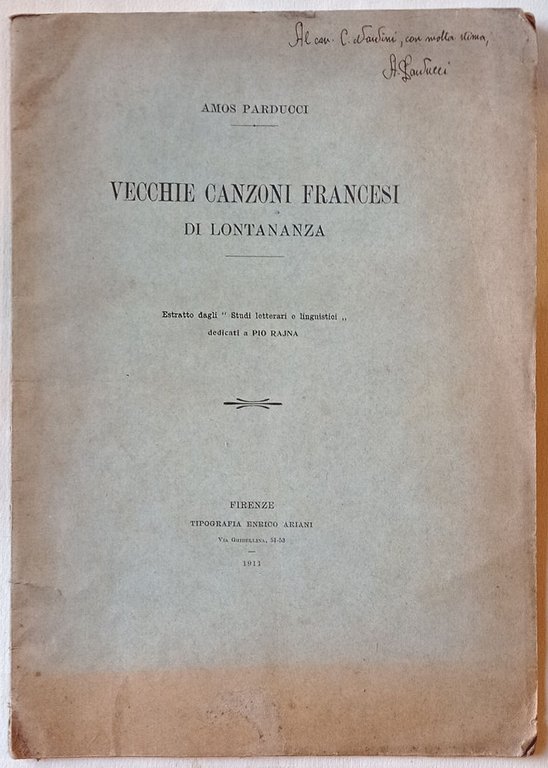 Al cav. C. Nardini, con molta stima,
A. Parducci
AMOS PARDUCCI
VECCHIE CANZONI FRANCESI
DI LONTANANZA
Estratto dagli " Studi letterari e linguistici „
dedicati a PIO RAJNA
FIRENZE
TIPOGRAFIA ENRICO ARIANI
VIA GHIBELLINA, 51-53
1911